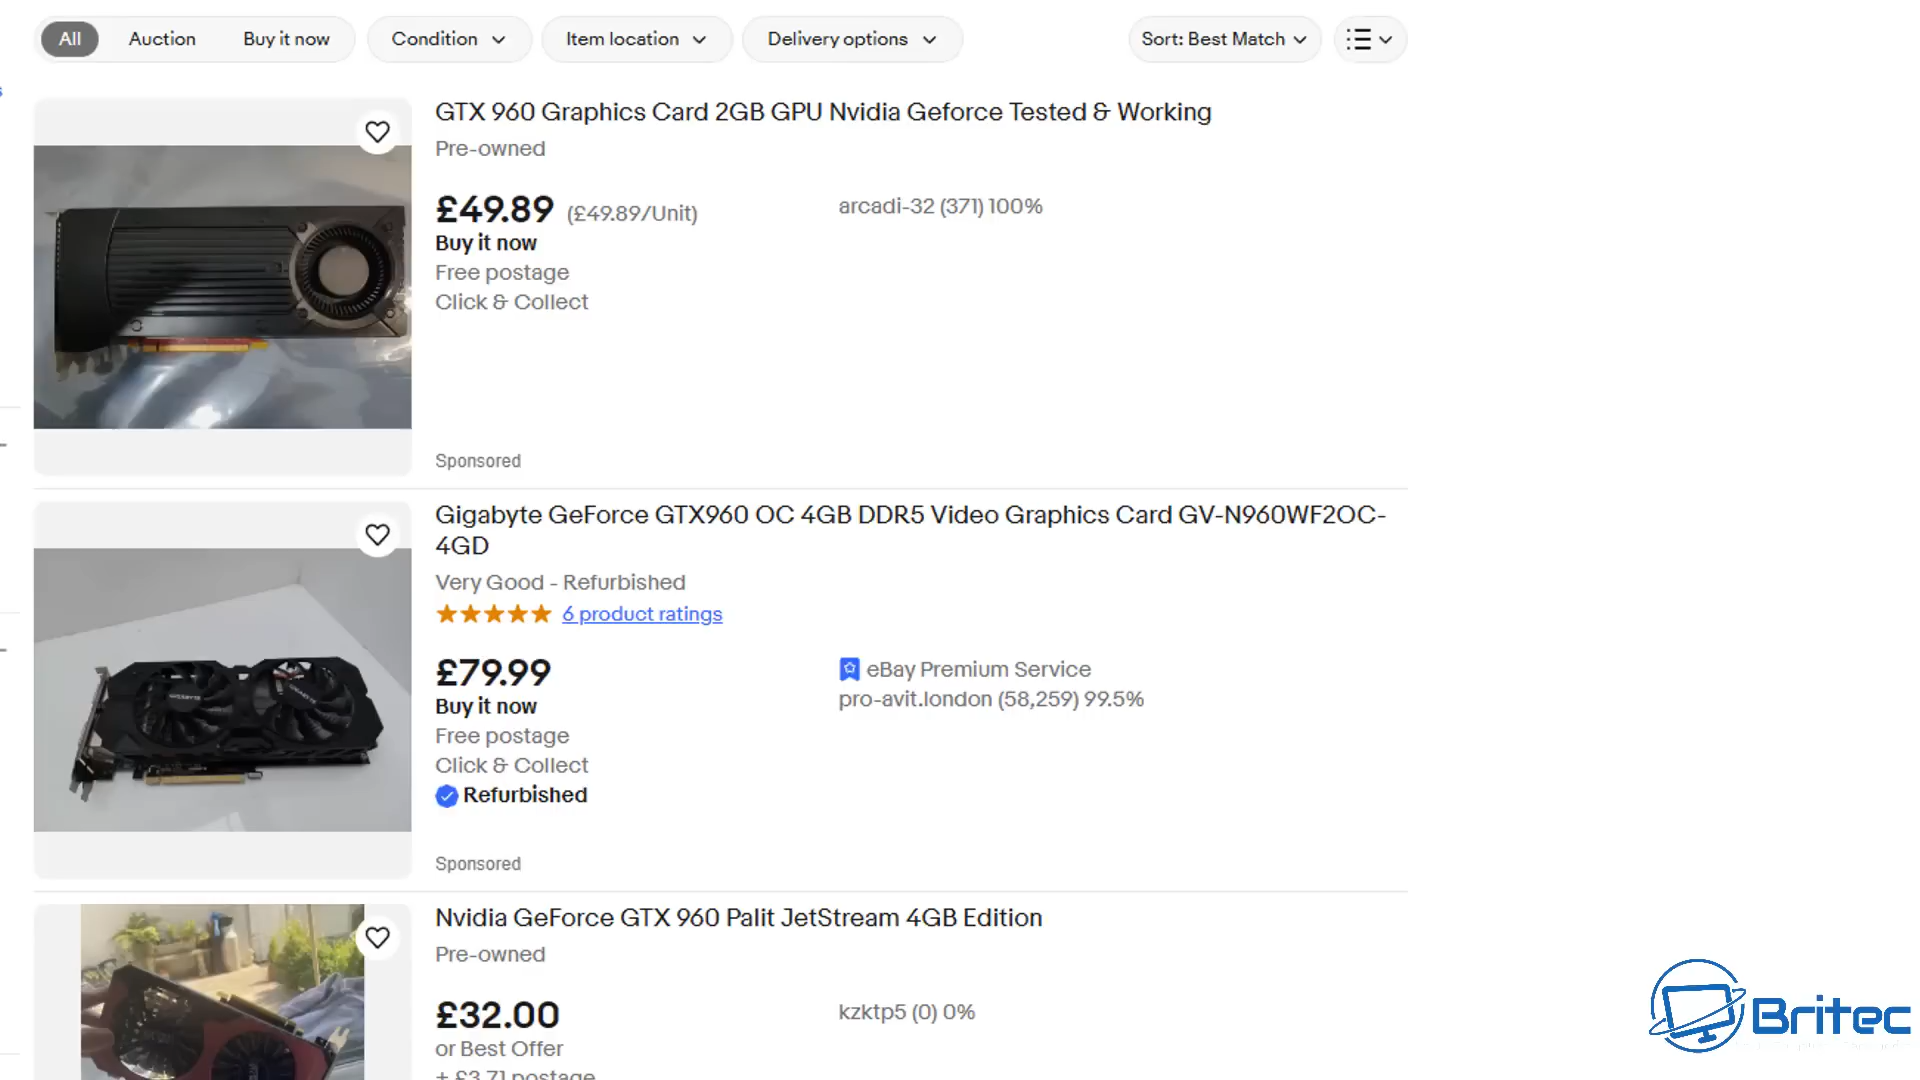 All Auction Buy it now Condition Item location Delivery options Sort: Best Match
GTX 960 Graphics Card 2GB GPU Nvidia Geforce Tested & Working
Pre-owned
£49.89 (£49.89/Unit) arcadi-32 (371) 100%
Buy it now
Free postage
Click & Collect
Sponsored
Gigabyte GeForce GTX960 OC 4GB DDR5 Video Graphics Card GV-N960WF2OC-
4GD
Very Good - Refurbished
6 product ratings
£79.99 eBay Premium Service
Buy it now pro-avit.london (58,259) 99.5%
Free postage
Click & Collect
Refurbished
Sponsored
Nvidia GeForce GTX 960 Palit JetStream 4GB Edition
Pre-owned
£32.00 kzktp5 (0) 0%
or Best Offer
+ £3.71 postage
Britec